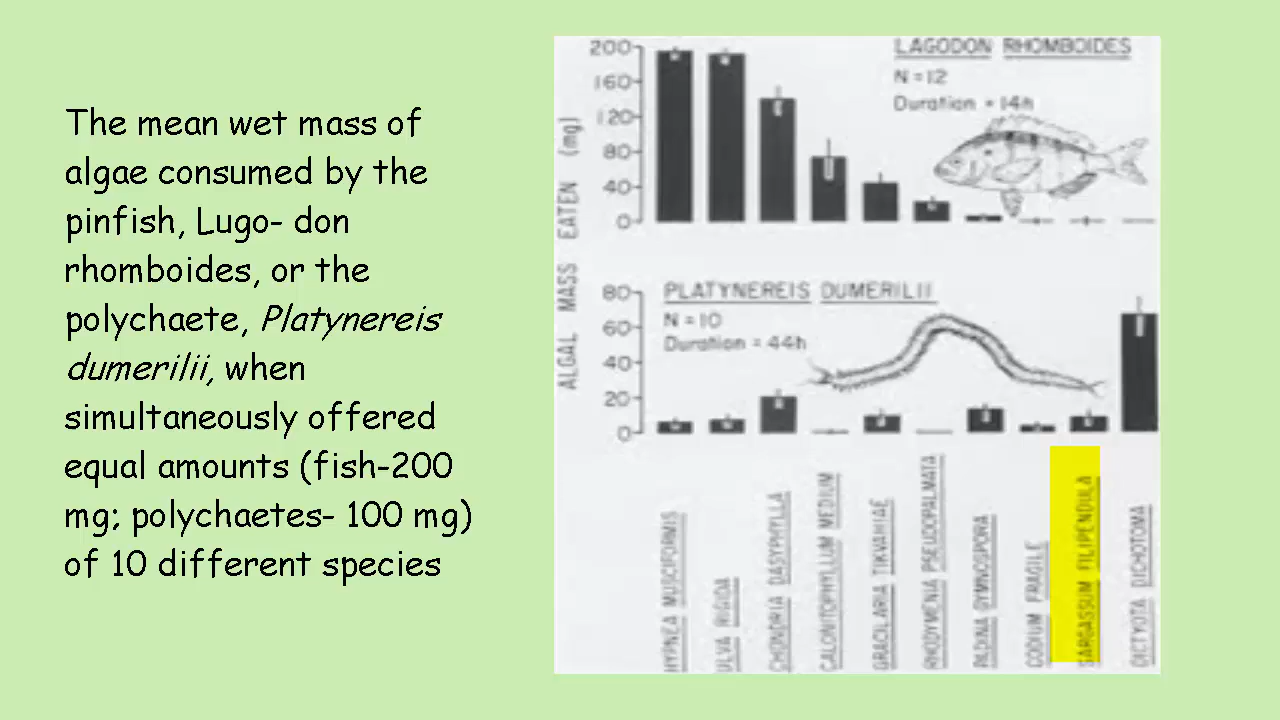 The mean wet mass of
algae consumed by the
pinfish, Lugo- don
rhomboides, or the
polychaete, Platynereis
dumerilii, when
simultaneously offered
equal amounts (fish-200
mg; polychaetes- 100 mg)
of 10 different species
ALGAL MASS EATEN (mg)
LAGODON RHOMBOIDES
N = 12
Duration = 14h
200
160
120
80
40
0
PLATYNEREIS DUMERILII
N = 10
Duration = 44h
80
60
40
20
0
HYPNEA MUSCIFORMIS
ULVA RIGIDA
CHONDRIA DASYPHYLLA
CALONITOPHYLLUM MEDIUM
GRACILARIA TIKVAHIAE
RHODYMENIA PSEUDOPALMATA
PADINA GYMNOSPORA
CODIUM FRAGILE
SARGASSUM FILIPENDULA
DICTYOTA DICHOTOMA